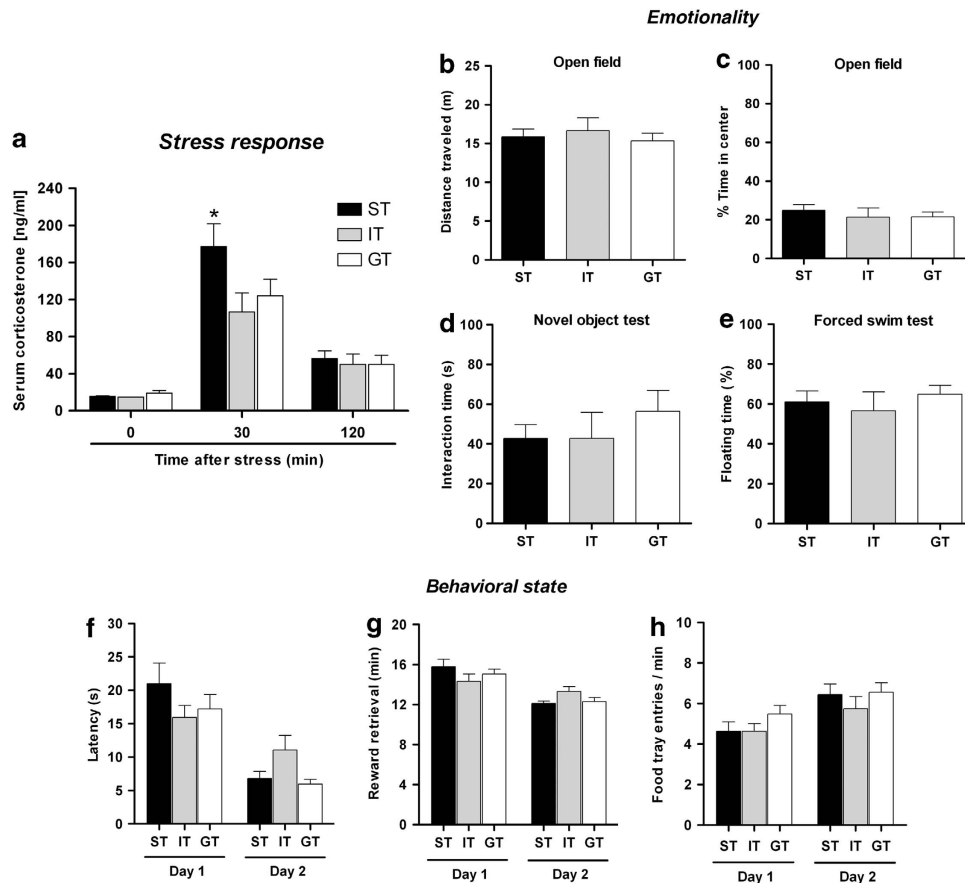 Emotionality
a
Stress response
Serum corticosterone [ng/ml]
240
200
160
120
80
40
0
*
ST
IT
GT
0 30 120
Time after stress (min)
b
Open field
Distance traveled (m)
25
20
15
10
5
0
ST IT GT
c
Open field
% Time in center
100
80
60
40
20
0
ST IT GT
d
Novel object test
Interaction time (s)
100
80
60
40
20
0
ST IT GT
e
Forced swim test
Floating time (%)
100
80
60
40
20
0
ST IT GT
Behavioral state
f
Latency (s)
30
25
20
15
10
5
0
ST IT GT ST IT GT
Day 1 Day 2
g
Reward retrieval (min)
20
16
12
8
4
0
ST IT GT ST IT GT
Day 1 Day 2
h
Food tray entries / min
10
8
6
4
2
0
ST IT GT ST IT GT
Day 1 Day 2